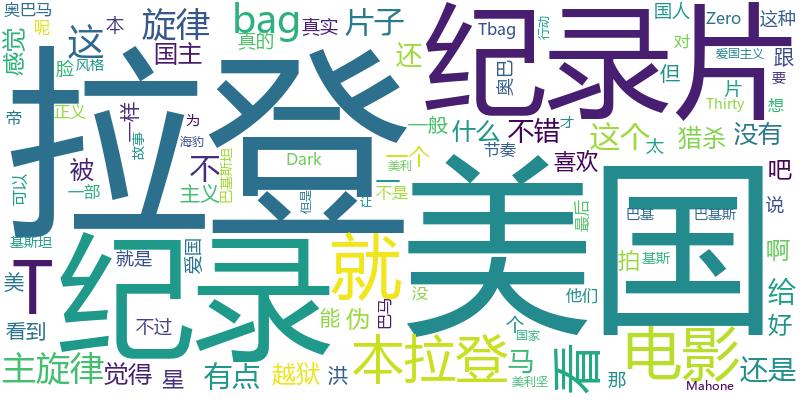 奥巴马
呢
本
旋律
bag
真的
真实
片子
Tbag
行动
国人
Zero
这种
感觉
脸
风格
这
国主
还
纪录片
奥巴
爱国主义
对
但
跟
片
要
Thirty
想
正义
一样
为
拉登
一般
什么
不错
才
这个
太
猎杀
没有
帝
故事
海豹
Dark
美利
一个
节奏
喜欢
可以
被
不
巴基斯坦
一
不是
吧
一部
主义
但是
让
美国
最后
巴基
巴基斯
说
基斯坦
就是
爱国
纪录
就
没
拍
基斯
啊
美
T
他们
给
看到
不过
能
伪
巴马
个
国家
好
主旋律
觉得
星
有点
越狱
洪
本拉登
马
美利坚
看
那
电影
还是
Mahone